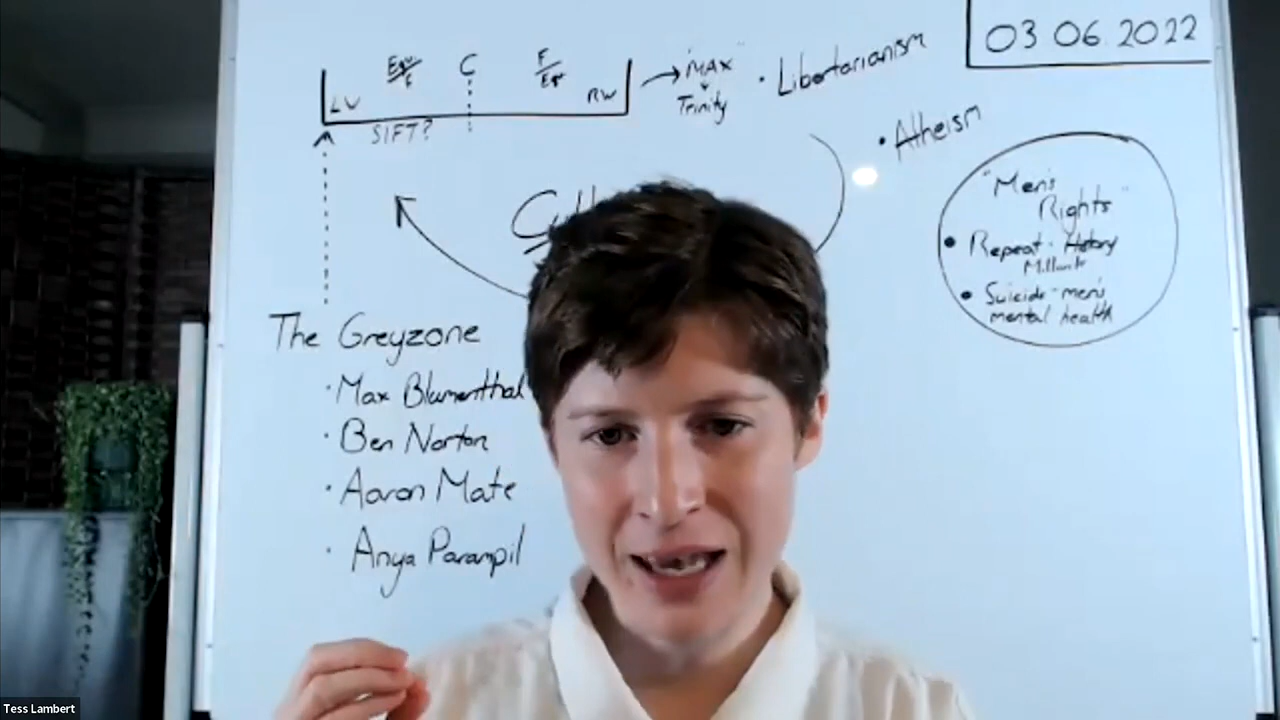 03 06 2022
C
F
LW
RW
SIFT?
"MAX"
Trinity
· Libertarianism
· Atheism
"Men's
Rights"
• Repeat · History
• Suicide - men's
mental health
The Greyzone
· Max Blumenthal
· Ben Norton
· Aaron Mate
· Anya Parampil
Tess Lambert